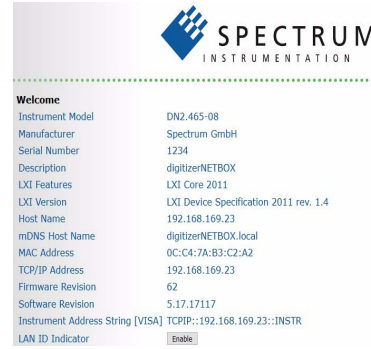 SPECTRUM
INSTRUMENTATION
Welcome
Instrument Model DN2.465-08
Manufacturer Spectrum GmbH
Serial Number 1234
Description digitizerNETBOX
LXI Features LXI Core 2011
LXI Version LXI Device Specification 2011 rev. 1.4
Host Name 192.168.169.23
mDNS Host Name digitizerNETBOX.local
MAC Address 0C:C4:7A:B3:C2:A2
TCP/IP Address 192.168.169.23
Firmware Revision 62
Software Revision 5.17.17117
Instrument Address String [VISA] TCPIP::192.168.169.23::INSTR
LAN ID Indicator Enable